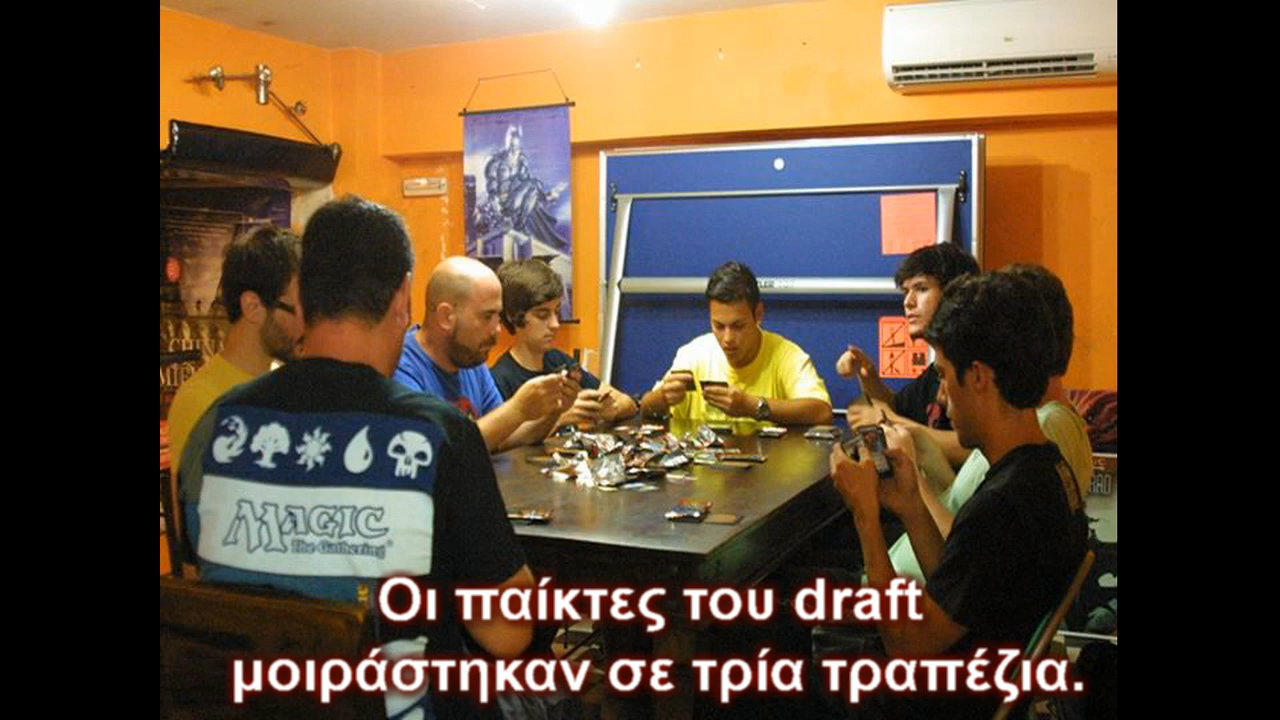 MAGIC
The Gathering
Οι παίκτες του draft
μοιράστηκαν σε τρία τραπέζια.